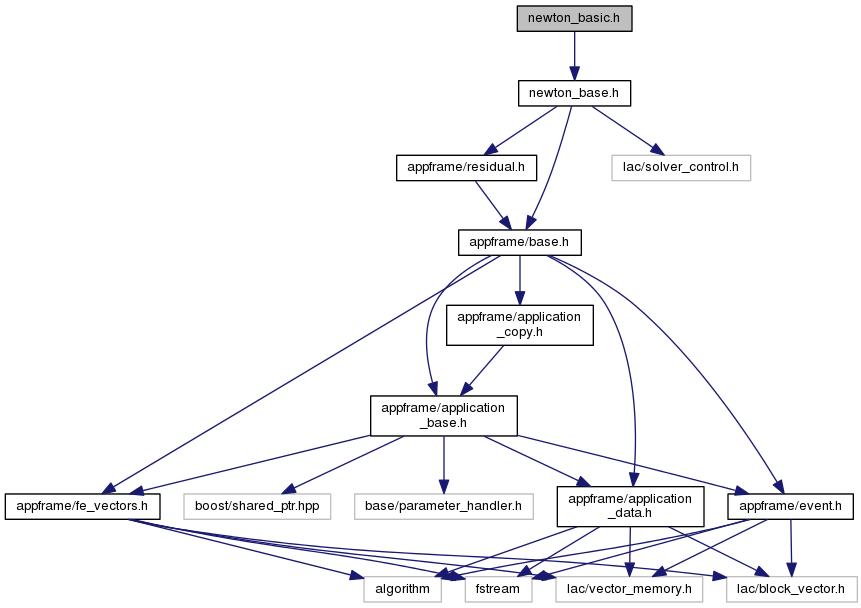 newton_basic.h
newton_base.h
appframe/residual.h
lac/solver_control.h
appframe/base.h
appframe/application
_copy.h
appframe/application
_base.h
appframe/fe_vectors.h
boost/shared_ptr.hpp
base/parameter_handler.h
appframe/application
_data.h
appframe/event.h
algorithm
fstream
lac/vector_memory.h
lac/block_vector.h